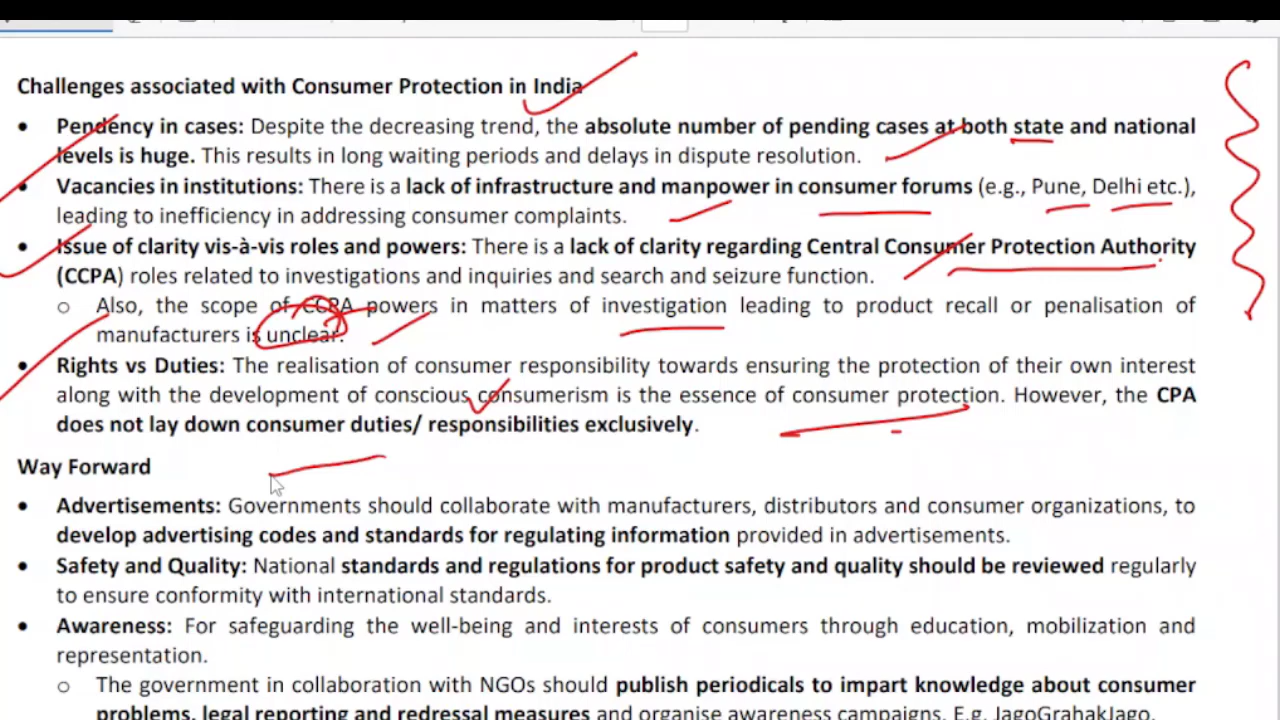 Challenges associated with Consumer Protection in India
• Pendency in cases: Despite the decreasing trend, the absolute number of pending cases at both state and national
levels is huge. This results in long waiting periods and delays in dispute resolution.
• Vacancies in institutions: There is a lack of infrastructure and manpower in consumer forums (e.g., Pune, Delhi etc.),
leading to inefficiency in addressing consumer complaints.
• Issue of clarity vis-à-vis roles and powers: There is a lack of clarity regarding Central Consumer Protection Authority
(CCPA) roles related to investigations and inquiries and search and seizure function.
o Also, the scope of CCPA powers in matters of investigation leading to product recall or penalisation of
manufacturers is unclear.
• Rights vs Duties: The realisation of consumer responsibility towards ensuring the protection of their own interest
along with the development of conscious consumerism is the essence of consumer protection. However, the CPA
does not lay down consumer duties/ responsibilities exclusively.
Way Forward
• Advertisements: Governments should collaborate with manufacturers, distributors and consumer organizations, to
develop advertising codes and standards for regulating information provided in advertisements.
• Safety and Quality: National standards and regulations for product safety and quality should be reviewed regularly
to ensure conformity with international standards.
• Awareness: For safeguarding the well-being and interests of consumers through education, mobilization and
representation.
o The government in collaboration with NGOs should publish periodicals to impart knowledge about consumer
problems, legal reporting and redressal measures and organise awareness campaigns. E.g. JagoGrahakJago.